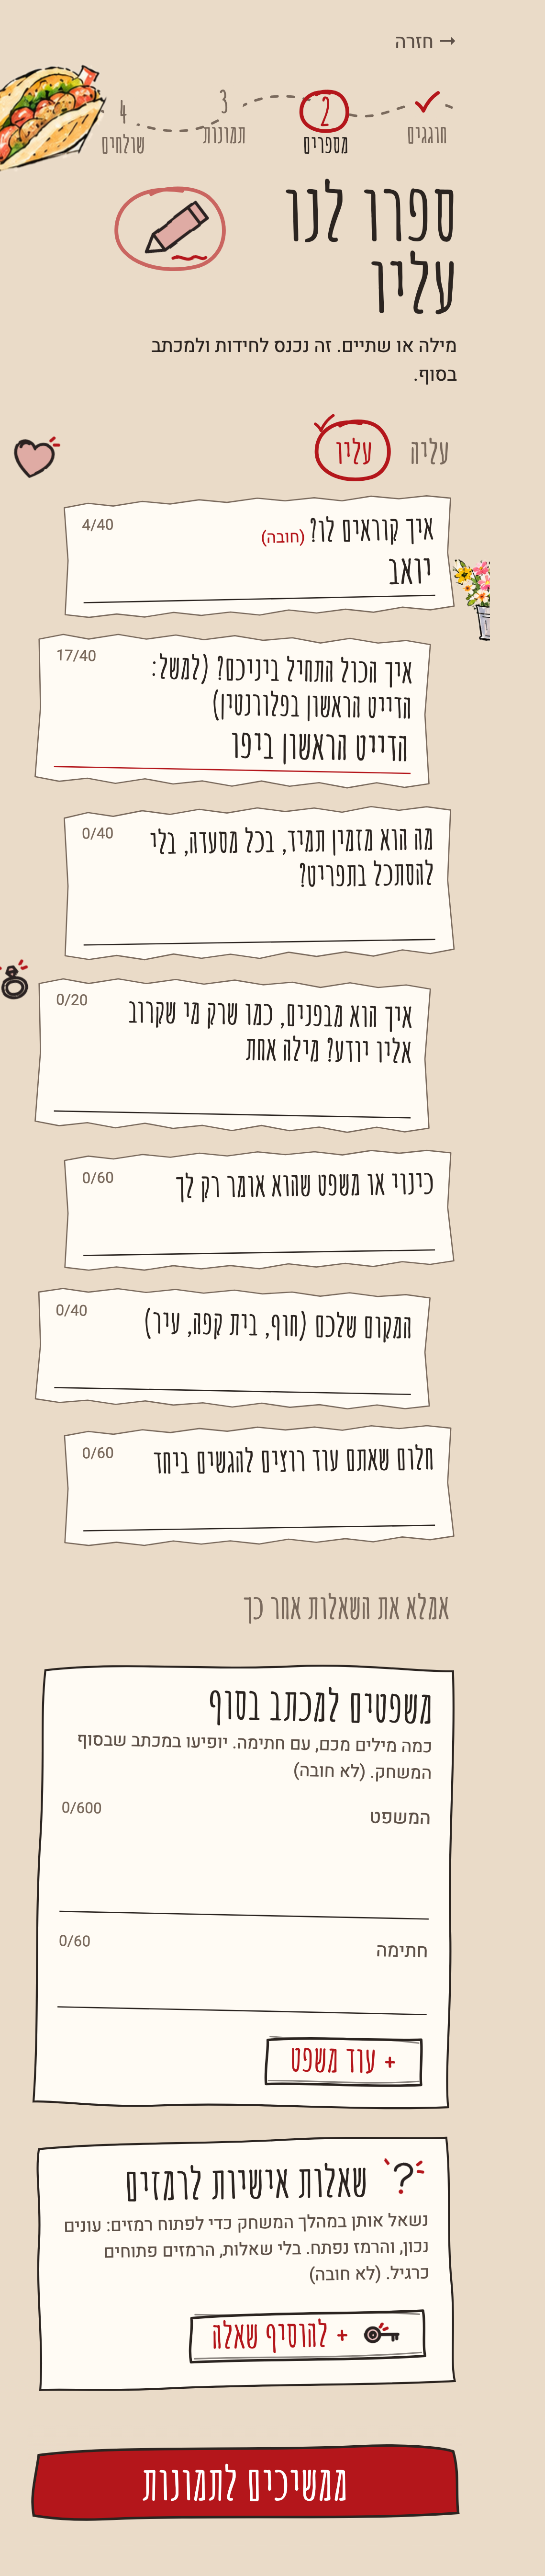 → חזרה
חוגגים
2
מספרים
3
תמונות
4
שולחים
ספרו לנו
עליו
מילה או שתיים. זה נכנס לחידות ולמכתב
בסוף.
עליה
עליו
איך קוראים לו? (חובה)
4/40
יואב
איך הכול התחיל ביניכם? (למשל:
17/40
הדייט הראשון בפלורנטין)
הדייט הראשון ביפו
מה הוא מזמין תמיד, בכל מסעדה, בלי
0/40
להסתכל בתפריט?
איך הוא מבפנים, כמו שרק מי שקרוב
0/20
אליו יודע? מילה אחת
כינוי או משפט שהוא אומר רק לך
0/60
המקום שלכם (חוף, בית קפה, עיר)
0/40
חלום שאתם עוד רוצים להגשים ביחד
0/60
אמלא את השאלות אחר כך
משפטים למכתב בסוף
כמה מילים מכם, עם חתימה. יופיעו במכתב שבסוף
המשחק. (לא חובה)
המשפט
0/600
חתימה
0/60
+ עוד משפט
שאלות אישיות לרמזים
נשאל אותן במהלך המשחק כדי לפתוח רמזים: עונים
נכון, והרמז נפתח. בלי שאלות, הרמזים פתוחים
כרגיל. (לא חובה)
+ להוסיף שאלה
ממשיכים לתמונות